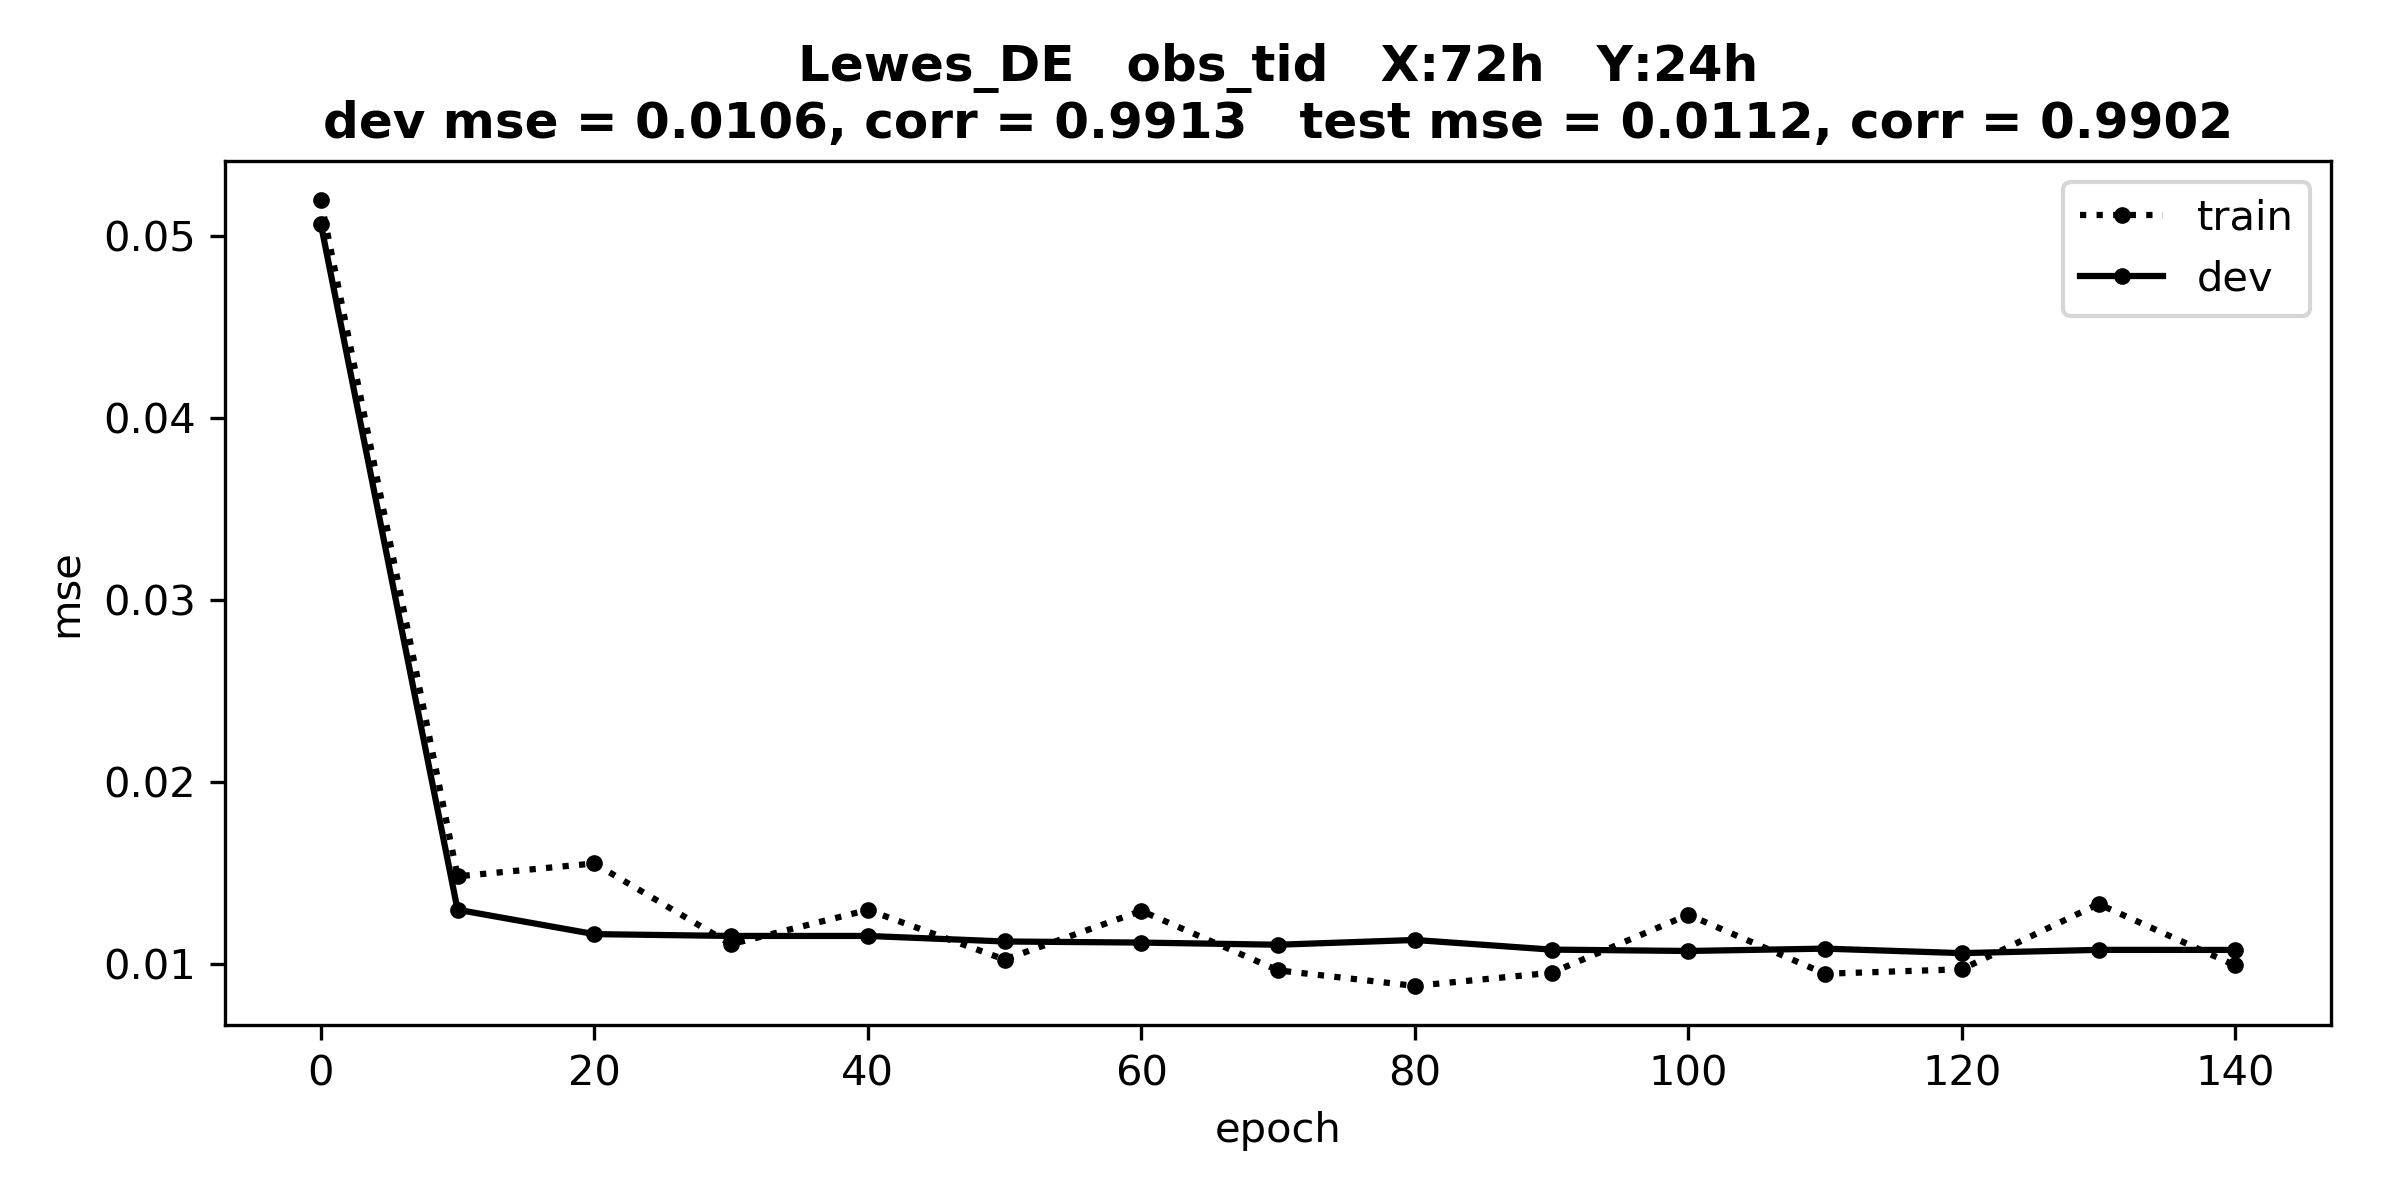 Lewes_DE   obs_tid   X:72h   Y:24h
dev mse = 0.0106, corr = 0.9913   test mse = 0.0112, corr = 0.9902
train
dev
0.05
0.04
0.03
0.02
0.01
mse
0 20 40 60 80 100 120 140
epoch